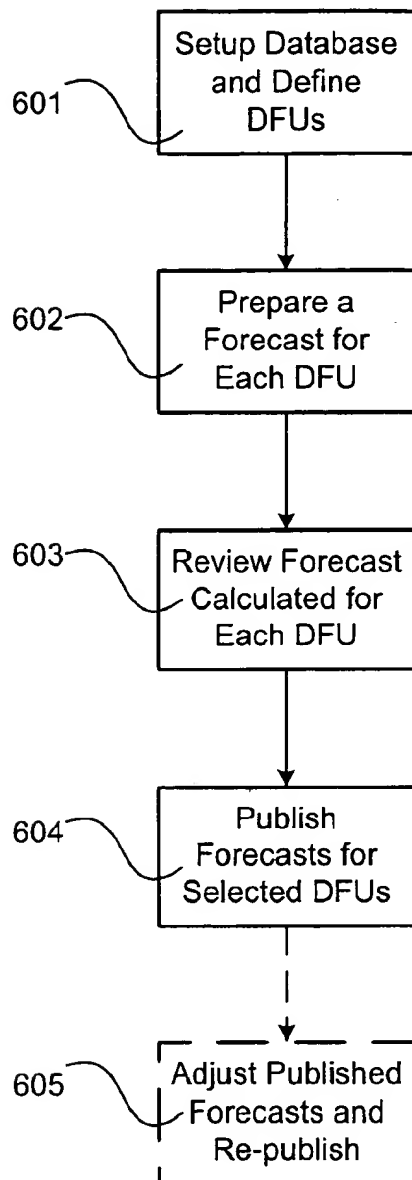 601
Setup Database
and Define
DFUs
602
Prepare a
Forecast for
Each DFU
603
Review Forecast
Calculated for
Each DFU
604
Publish
Forecasts for
Selected DFUs
605
Adjust Published
Forecasts and
Re-publish